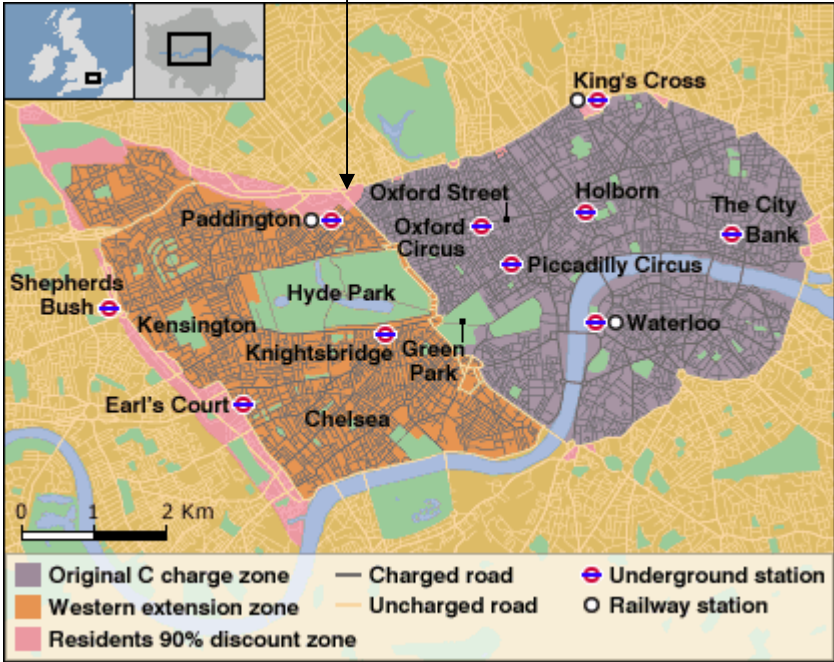 King's Cross
Oxford Street
Holborn
The City
Paddington
Oxford
Circus
Bank
Piccadilly Circus
Shepherds
Bush
Hyde Park
Kensington
Waterloo
Knightsbridge
Green
Park
Earl's Court
Chelsea
0 1 2 Km
Original C charge zone
Charged road
Underground station
Western extension zone
Uncharged road
Railway station
Residents 90% discount zone